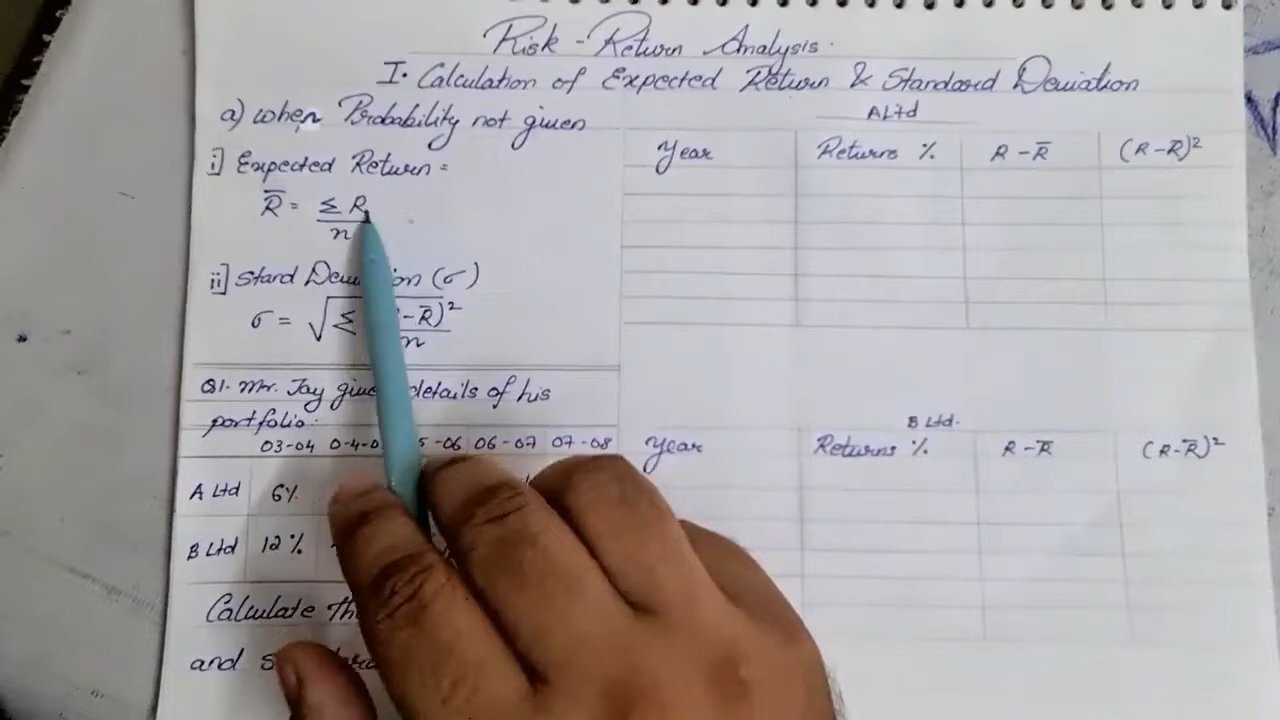 Risk - Return Analysis.
I. Calculation of Expected Return & Standard Deviation
a) when Probability not given
i] Expected Return =
R̅ = Σ R
n
ii] Stard (σ)
σ = √Σ - R̅)²
n
Q1. Mr. Jay details of his
portfolio:
03-04 06-07 07-08
A Ltd 6%
B Ltd 12%
Calculate
and
A Ltd
Year Returns % R - R̅ (R - R̅)²
B Ltd.
Year Returns % R - R̅ (R - R̅)²